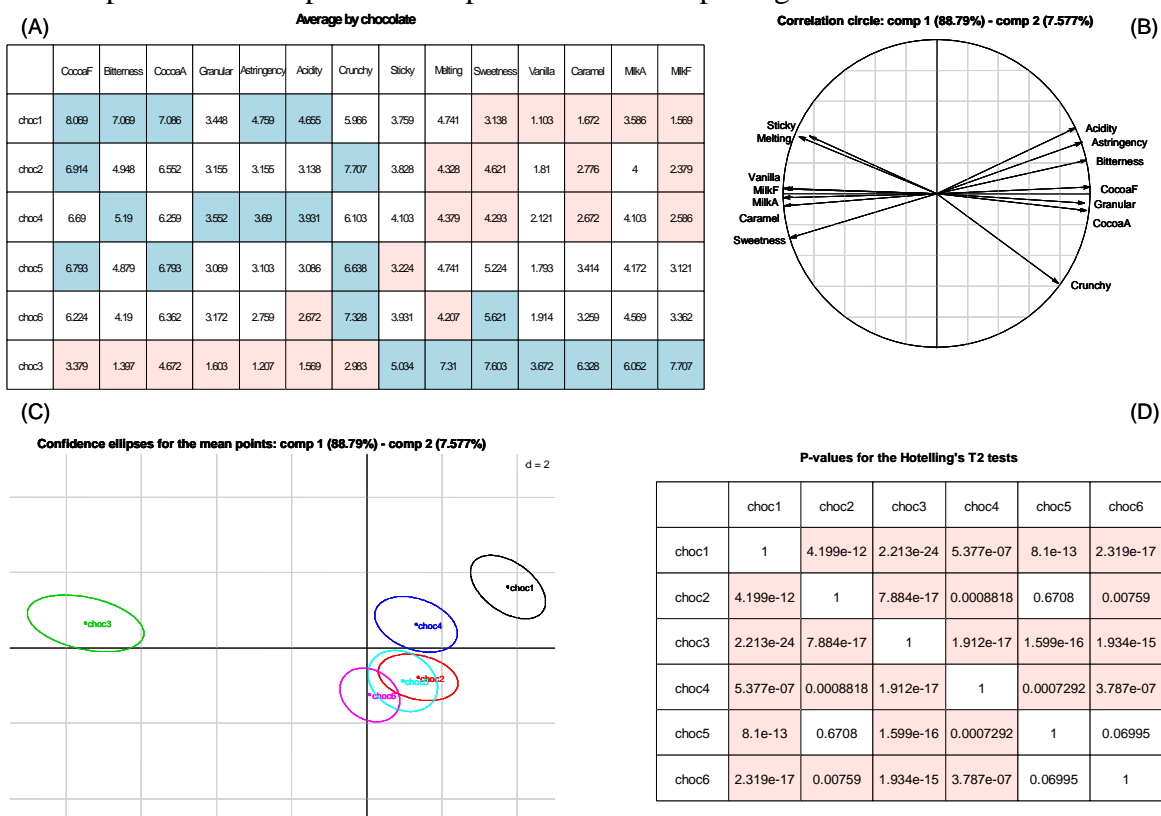 (A)
Average by chocolate
CocoaF Bitterness CocoaA Granular Astringency Acidity Crunchy Sticky Melting Sweetness Vanilla Caramel MilkA MilkF
choc1 8.069 7.069 7.086 3.448 4.759 4.655 5.966 3.759 4.741 3.138 1.103 1.672 3.586 1.569
choc2 6.914 4.948 6.552 3.155 3.155 3.138 7.707 3.828 4.328 4.621 1.81 2.776 4 2.379
choc4 6.69 5.19 6.259 3.552 3.69 3.931 6.103 4.103 4.379 4.293 2.121 2.672 4.103 2.586
choc5 6.793 4.879 6.793 3.069 3.103 3.086 6.638 3.224 4.741 5.224 1.793 3.414 4.172 3.121
choc6 6.224 4.19 6.362 3.172 2.759 2.672 7.328 3.931 4.207 5.621 1.914 3.259 4.569 3.362
choc3 3.379 1.397 4.672 1.603 1.207 1.569 2.983 5.034 7.31 7.603 3.672 6.328 6.052 7.707
Correlation circle: comp 1 (88.79%) - comp 2 (7.577%)
(B)
Sticky
Melting
Vanilla
MilkF
MilkA
Caramel
Sweetness
Acidity
Astringency
Bitterness
CocoaF
Granular
CocoaA
Crunchy
(C)
Confidence ellipses for the mean points: comp 1 (88.79%) - comp 2 (7.577%)
d = 2
choc1
choc3
choc4
choc2
choc6
(D)
P-values for the Hotelling's T2 tests
choc1 choc2 choc3 choc4 choc5 choc6
choc1 1 4.199e-12 2.213e-24 5.377e-07 8.1e-13 2.319e-17
choc2 4.199e-12 1 7.884e-17 0.0008818 0.6708 0.00759
choc3 2.213e-24 7.884e-17 1 1.912e-17 1.599e-16 1.934e-15
choc4 5.377e-07 0.0008818 1.912e-17 1 0.0007292 3.787e-07
choc5 8.1e-13 0.6708 1.599e-16 0.0007292 1 0.06995
choc6 2.319e-17 0.00759 1.934e-15 3.787e-07 0.06995 1